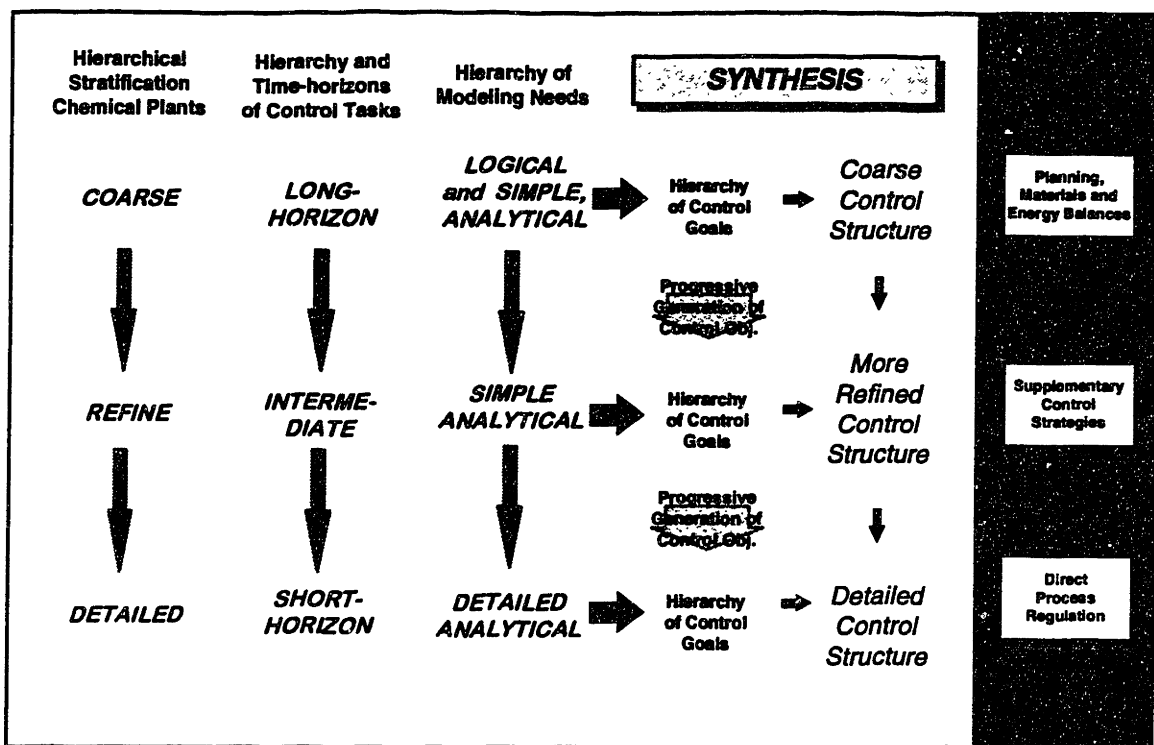 Hierarchical
Stratification
Chemical Plants
Hierarchy and
Time-horizons
of Control Tasks
Hierarchy of
Modeling Needs
SYNTHESIS
COARSE
LONG-
HORIZON
LOGICAL
and SIMPLE,
ANALYTICAL
Hierarchy
of Control
Goals
Coarse
Control
Structure
Planning,
Materials and
Energy Balances
Progressive
Generation of
Control Obj.
REFINE
INTERME-
DIATE
SIMPLE
ANALYTICAL
Hierarchy
of Control
Goals
More
Refined
Control
Structure
Supplementary
Control
Strategies
Progressive
Generation of
Control Obj.
DETAILED
SHORT-
HORIZON
DETAILED
ANALYTICAL
Hierarchy
of Control
Goals
Detailed
Control
Structure
Direct
Process
Regulation